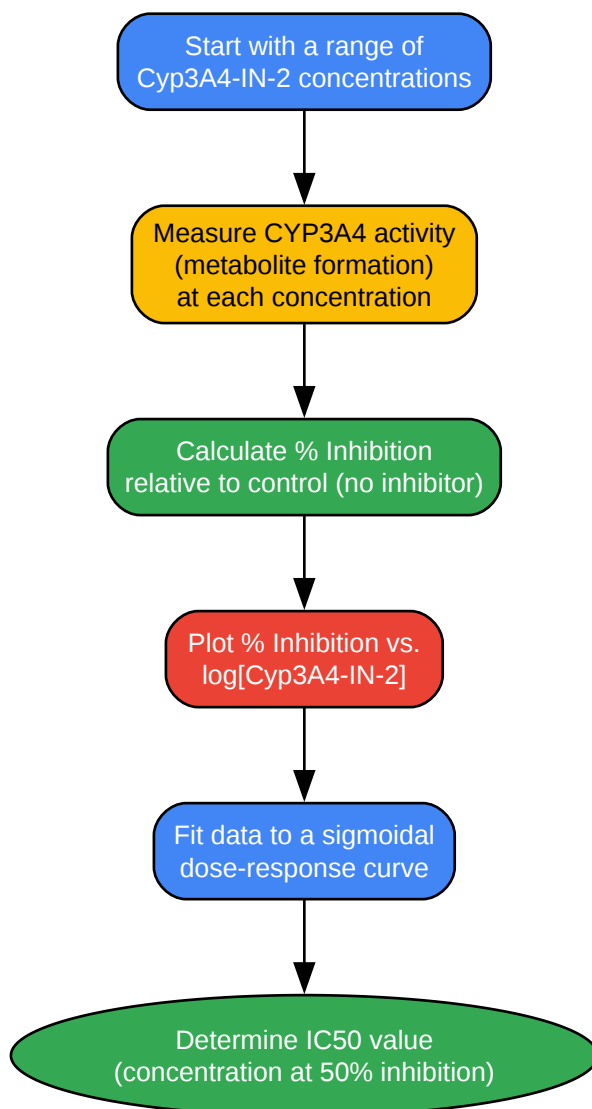 Start with a range of
Cyp3A4-IN-2 concentrations
Measure CYP3A4 activity
(metabolite formation)
at each concentration
Calculate % Inhibition
relative to control (no inhibitor)
Plot % Inhibition vs.
log[Cyp3A4-IN-2]
Fit data to a sigmoidal
dose-response curve
Determine IC50 value
(concentration at 50% inhibition)